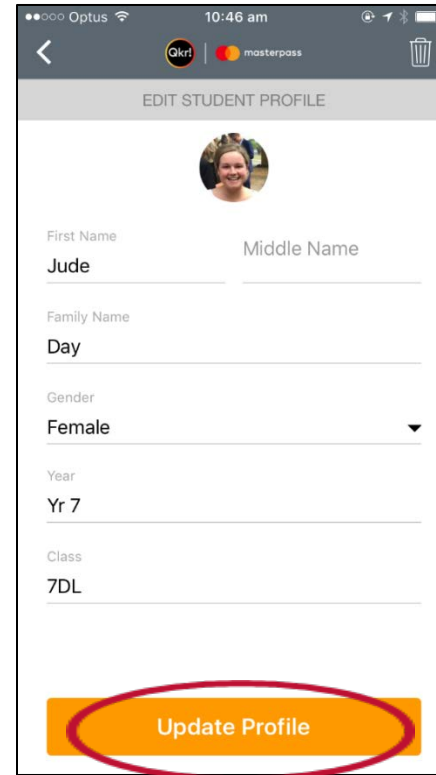 Optus 10:46 am
Qkr! | masterpass
EDIT STUDENT PROFILE
First Name
Middle Name
Jude
Family Name
Day
Gender
Female
Year
Yr 7
Class
7DL
Update Profile